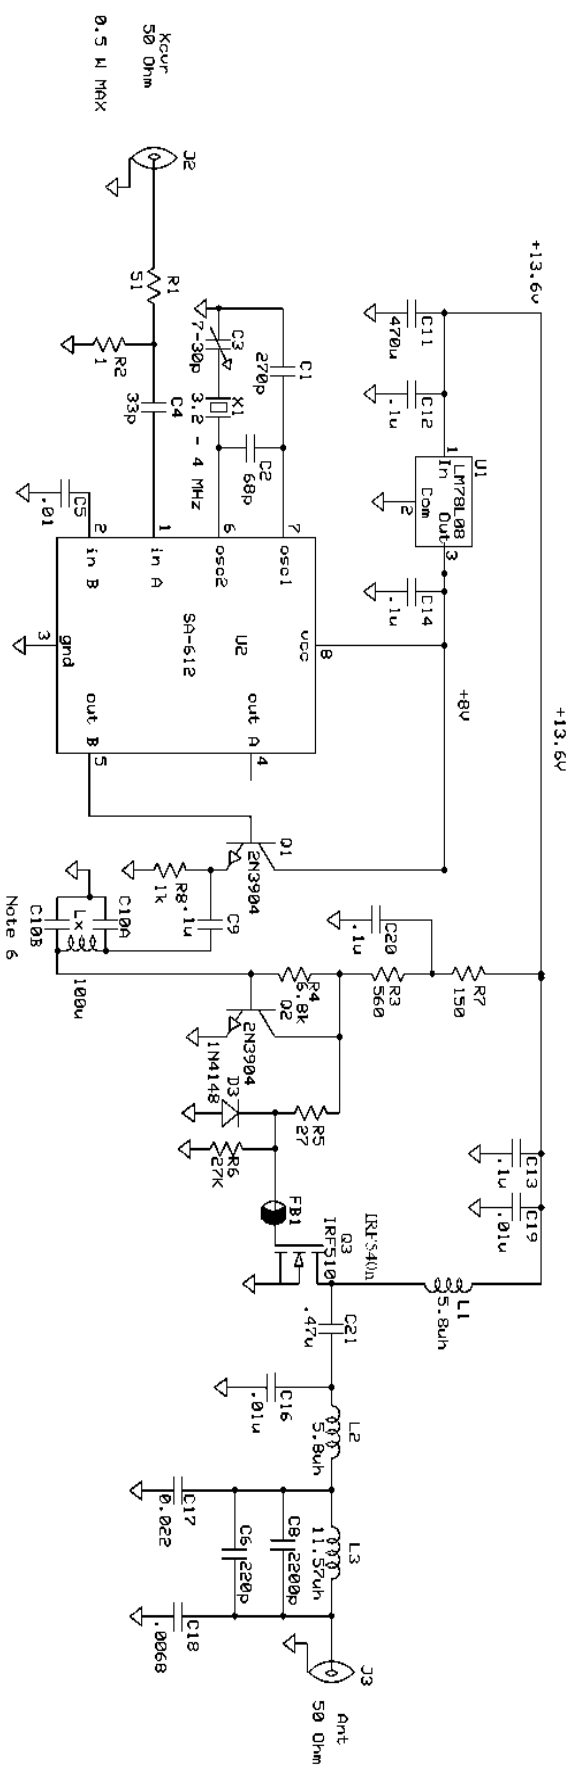 Xcvr
50 Ohm
0.5 W MAX
J2
R1
51
R2
1
C4
33p
C3
7-30p
X1
3.2 - 4 MHz
C1
270p
C2
68p
C5
.01
+13.6v
C11
470u
C12
.1u
U1
LM78L08
In
Out
Com
1
2
3
C14
.1u
+8V
+13.6V
U2
SA-612
in A
in B
osc1
osc2
vcc
gnd
out A
out B
1
2
3
4
5
6
7
8
Q1
2N3904
R8
1k
C9
.1u
C10A
Lx
C10B
100u
Note 6
C20
.1u
R7
150
R3
560
R4
6.8k
Q2
2N3904
D3
1N4148
R5
27
R6
27K
FB1
Q3
IRF510
IRF540n
C13
.1u
C19
.01u
L1
5.8uh
C21
.47u
C16
.01u
L2
5.8uh
L3
11.57uh
C8
2200p
C6
220p
C17
0.022
C18
.0068
J3
Ant
50 Ohm